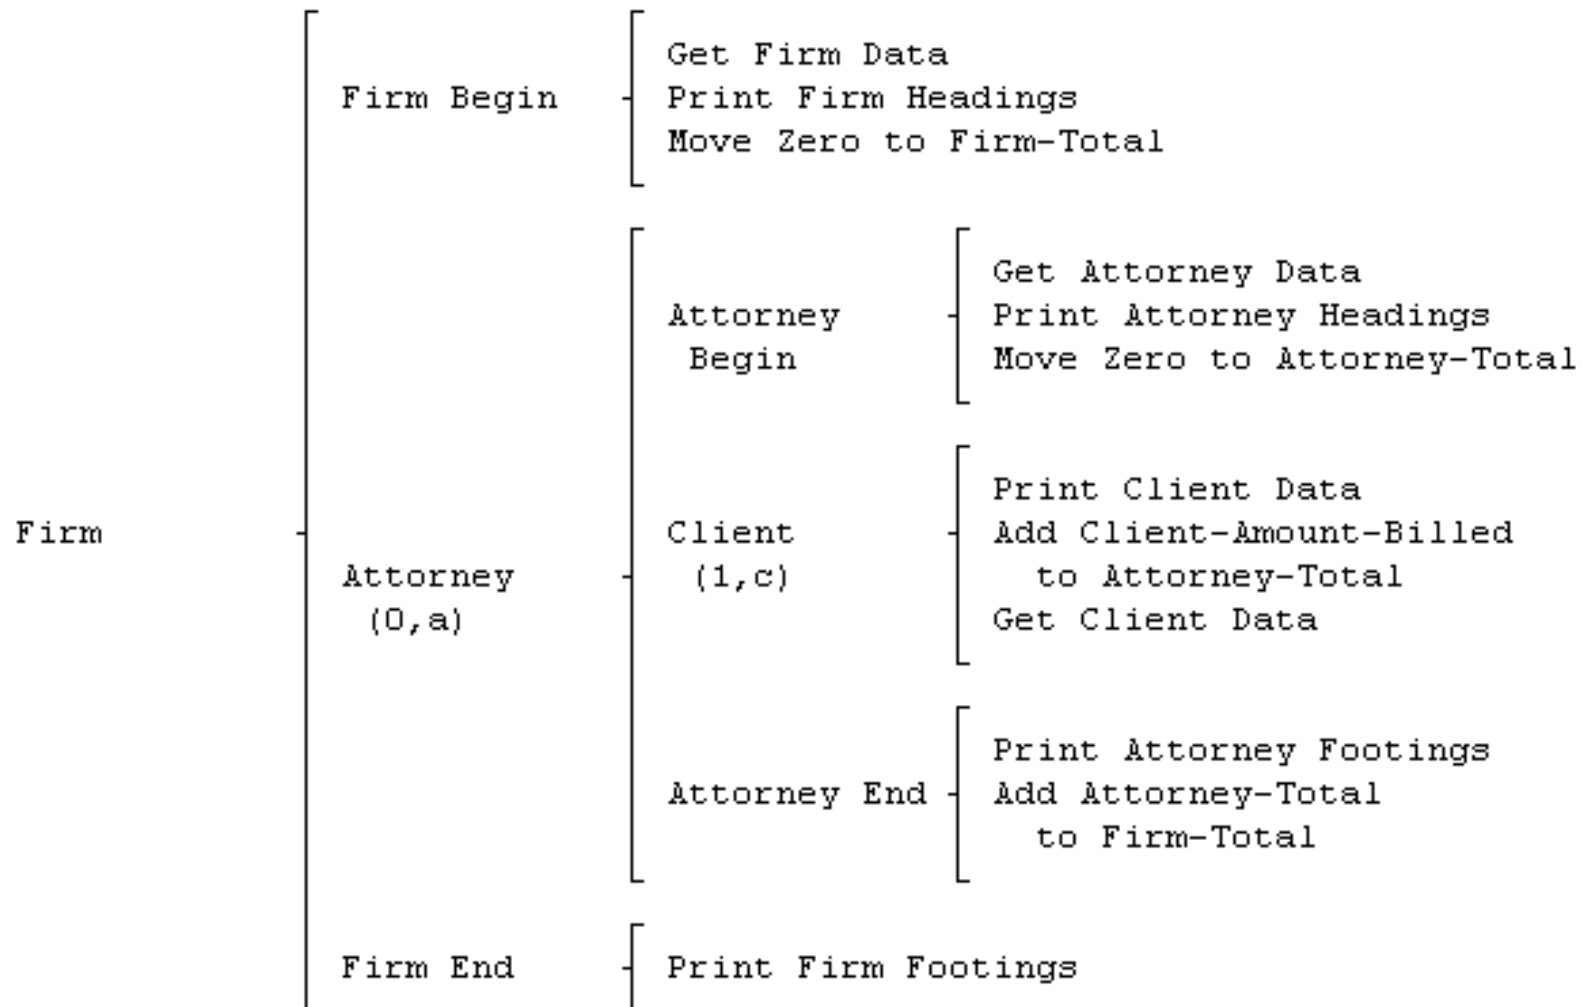 Get Firm Data
Firm Begin Print Firm Headings
Move Zero to Firm-Total
Get Attorney Data
Attorney Print Attorney Headings
Begin Move Zero to Attorney-Total
Print Client Data
Firm Client Add Client-Amount-Billed
Attorney (1,c) to Attorney-Total
(0,a) Get Client Data
Print Attorney Footings
Attorney End Add Attorney-Total
to Firm-Total
Firm End Print Firm Footings